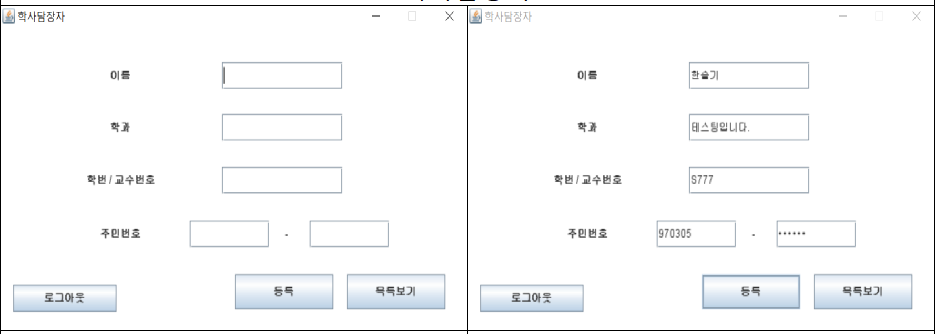 학사담당자
이름
학과
학번 / 교수번호
주민번호 -
등록 목록보기
로그아웃
학사담장자
이름 한슬기
학과 테스팅입니다.
학번 / 교수번호 S777
주민번호 970305 - ••••••
등록 목록보기
로그아웃